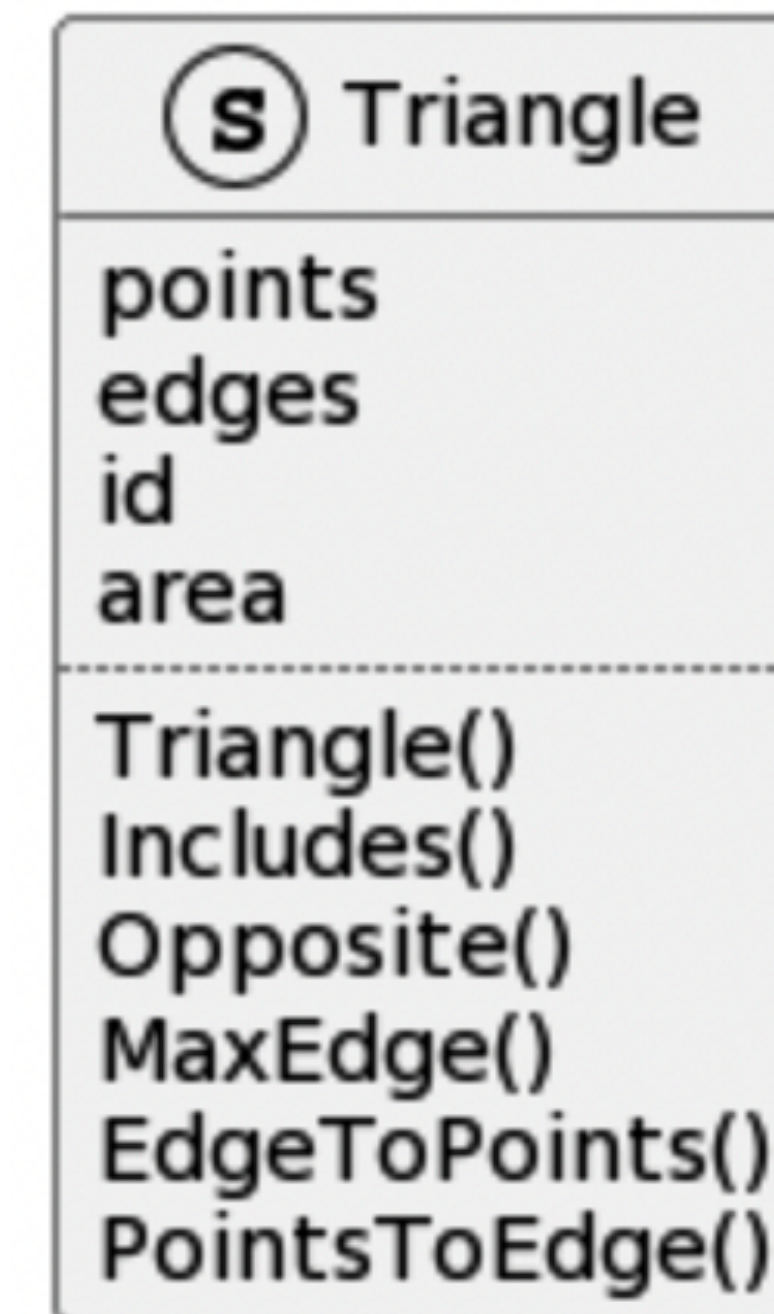 S Triangle
points
edges
id
area
Triangle()
Includes()
Opposite()
MaxEdge()
EdgeToPoints()
PointsToEdge()